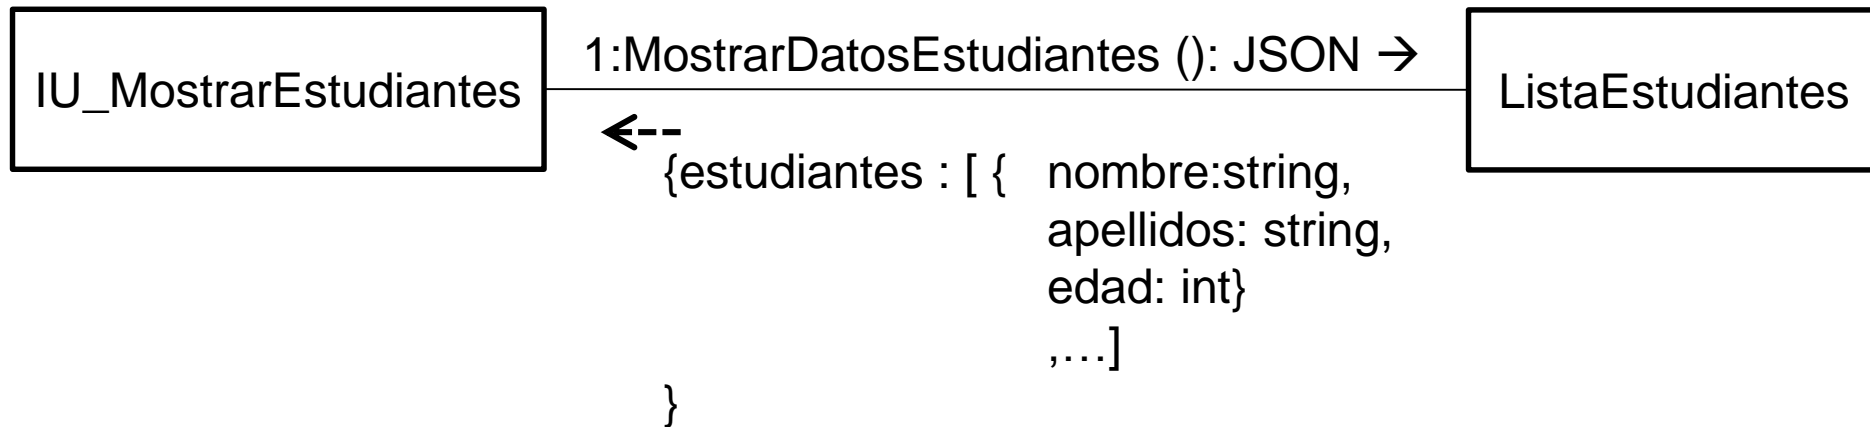 IU_MostrarEstudiantes
1:MostrarDatosEstudiantes (): JSON →
ListaEstudiantes
{estudiantes : [ { nombre:string,
apellidos: string,
edad: int}
,…]
}